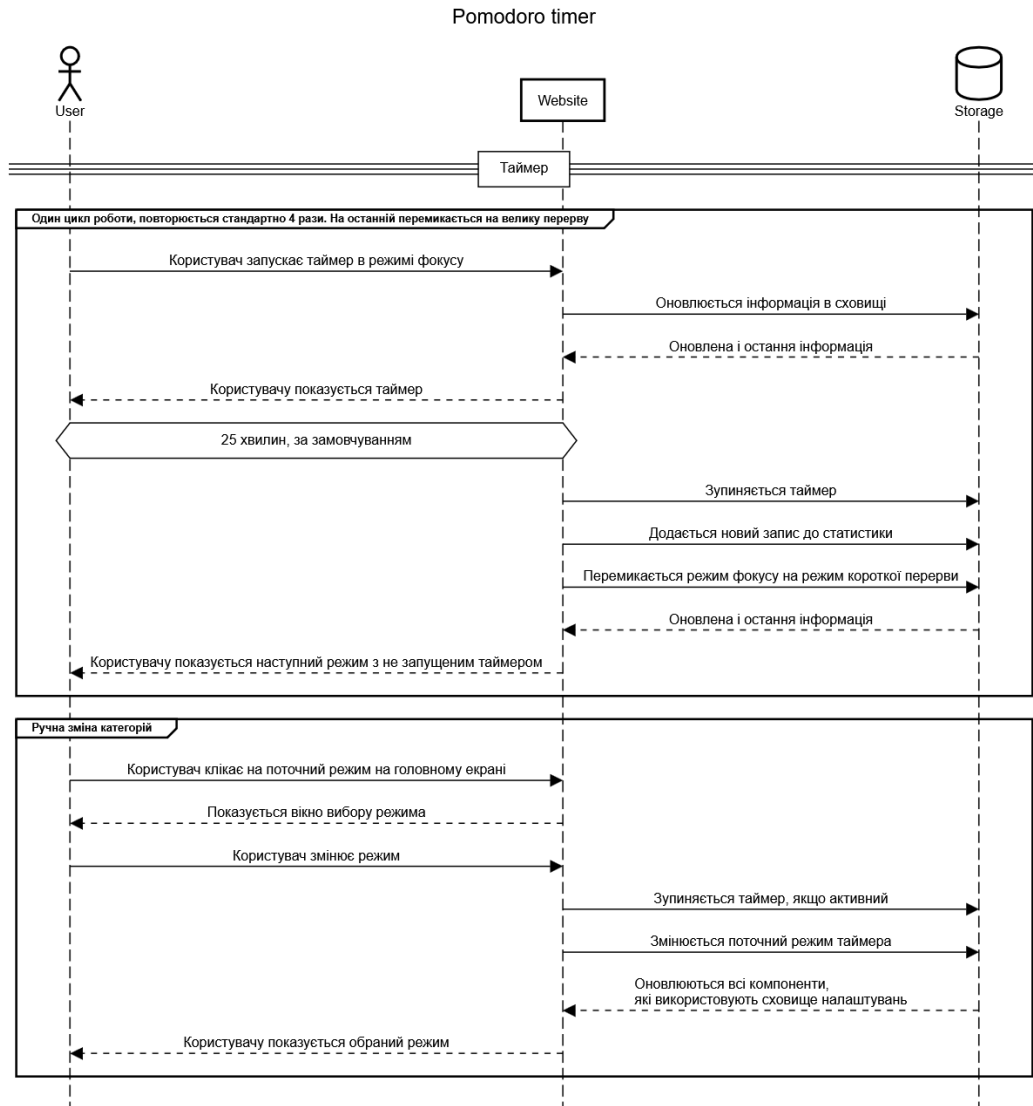 Pomodoro timer
User
Website
Storage
Таймер
Один цикл роботи, повторюється стандартно 4 рази. На останній перемикається на велику перерву
Користувач запускає таймер в режимі фокусу
Оновлюється інформація в сховищі
Оновлена і остання інформація
Користувачу показується таймер
25 хвилин, за замовчуванням
Зупиняється таймер
Додається новий запис до статистики
Перемикається режим фокусу на режим короткої перерви
Оновлена і остання інформація
Користувачу показується наступний режим з не запущеним таймером
Ручна зміна категорій
Користувач клікає на поточний режим на головному екрані
Показується вікно вибору режима
Користувач змінює режим
Зупиняється таймер, якщо активний
Змінюється поточний режим таймера
Оновлюються всі компоненти,
які використовують сховище налаштувань
Користувачу показується обраний режим